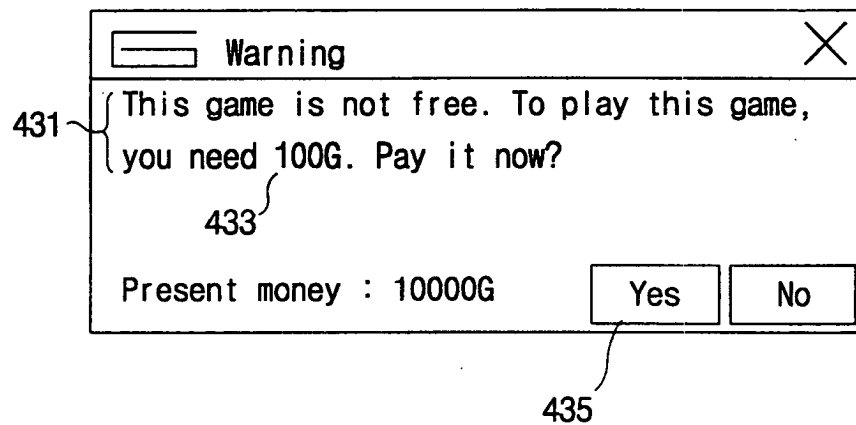 Warning
431
This game is not free. To play this game,
you need 100G. Pay it now?
433
Present money : 10000G
Yes
No
435